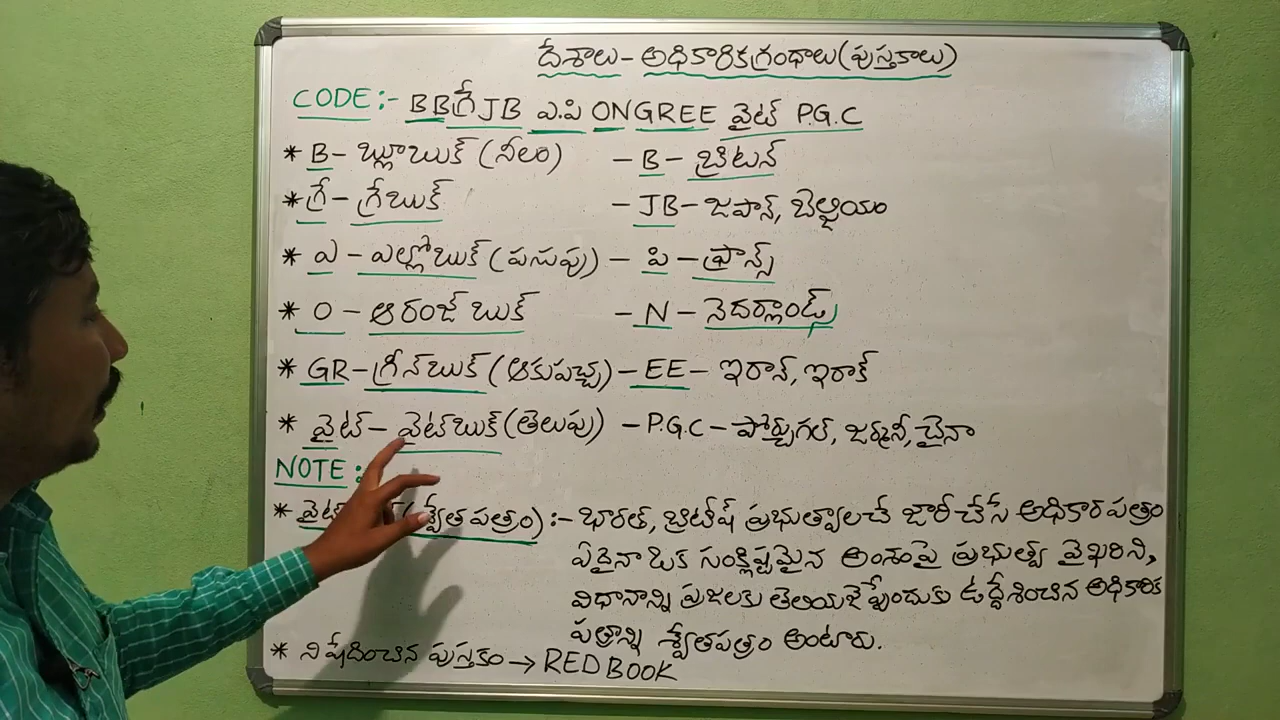 దేశాలు - అధికారికగ్రంథాలు (పుస్తకాలు)
CODE :- BBగ్రేJB ఎ.పి ONGREE వైట్ P.G.C
* B - బ్లూబుక్ (నీలం) - B - బ్రిటన్
* గ్రే - గ్రేబుక్ - JB - జపాన్, బెల్జియం
* ఎ - ఎల్లోబుక్ (పసుపు) - పి - ఫ్రాన్స్
* O - ఆరంజ్ బుక్ - N - నెదర్లాండ్స్
* GR - గ్రీన్ బుక్ (ఆకుపచ్చ) - EE - ఇరాన్, ఇరాక్
* వైట్ - వైట్ బుక్ (తెలుపు) - P.G.C - పోర్చుగల్, జర్మనీ, చైనా
NOTE :
* వైట్ (శ్వేతపత్రం) :- భారత్, బ్రిటీష్ ప్రభుత్వాలచే జారీచేసే అధికారపత్రం
ఏదైనా ఒక సంక్లిష్టమైన అంశంపై ప్రభుత్వ వైఖరిని,
విధానాన్ని ప్రజలకు తెలియజెప్పేందుకు ఉద్దేశించిన అధికారిక
పత్రాన్ని శ్వేతపత్రం అంటారు.
* నిషేదించిన పుస్తకం → RED BOOK